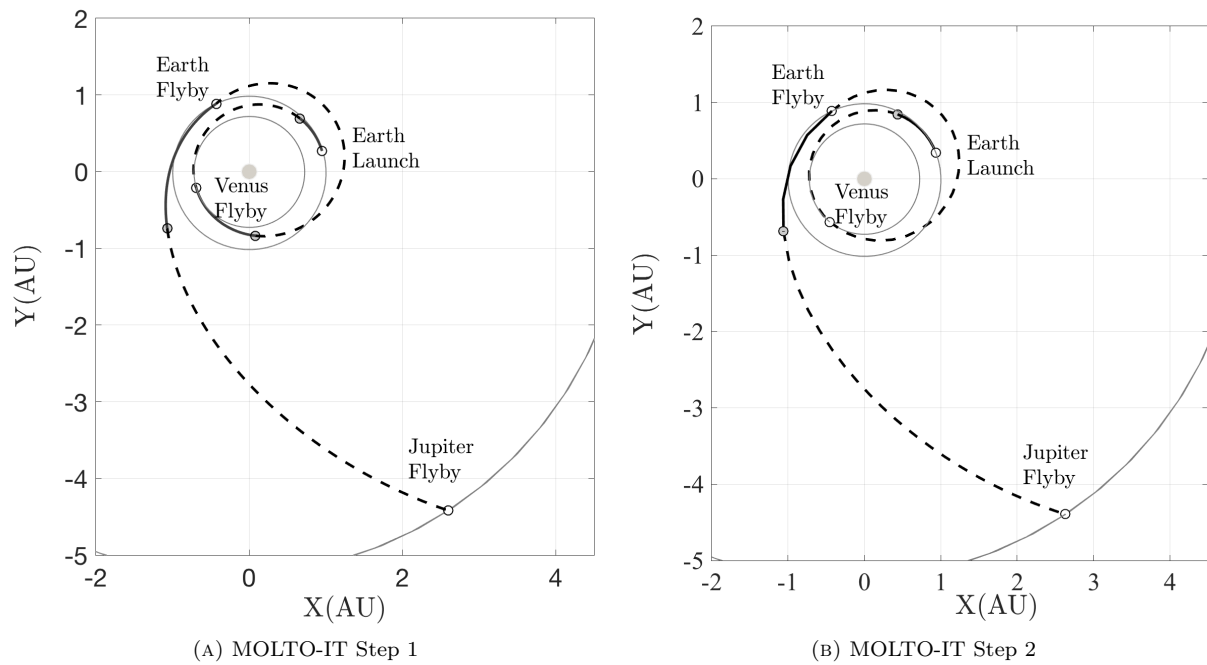 2
1
0
-1
-2
-3
-4
-5
-2
0
2
4
Y(AU)
X(AU)
Earth
Flyby
Earth
Launch
Venus
Flyby
Jupiter
Flyby
(A) MOLTO-IT Step 1
2
1
0
-1
-2
-3
-4
-5
-2
-1
0
1
2
3
4
Y(AU)
X(AU)
Earth
Flyby
Earth
Launch
Venus
Flyby
Jupiter
Flyby
(B) MOLTO-IT Step 2